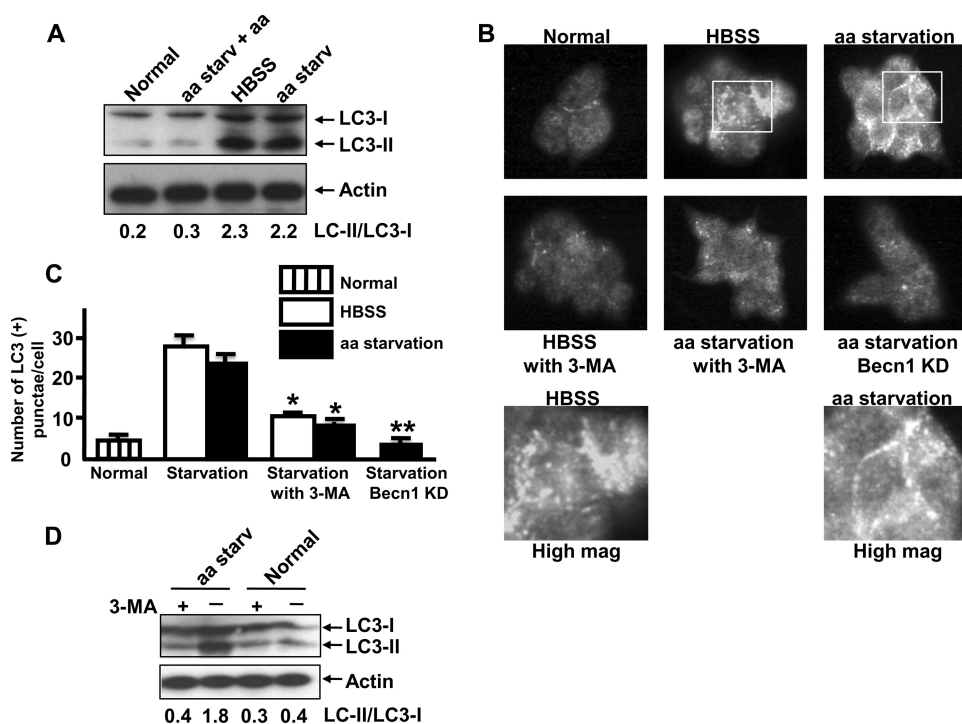 A
Normal
aa starv + aa
HBSS
aa starv
LC3-I
LC3-II
Actin
0.2 0.3 2.3 2.2 LC-II/LC3-I
B
Normal
HBSS
aa starvation
HBSS
with 3-MA
aa starvation
with 3-MA
aa starvation
Becn1 KD
HBSS
High mag
aa starvation
High mag
C
Normal
HBSS
aa starvation
Number of LC3 (+)
punctae/cell
30
20
10
0
* * **
Normal
Starvation
Starvation
with 3-MA
Starvation
Becn1 KD
D
aa starv
Normal
3-MA + − + −
LC3-I
LC3-II
Actin
0.4 1.8 0.3 0.4 LC-II/LC3-I